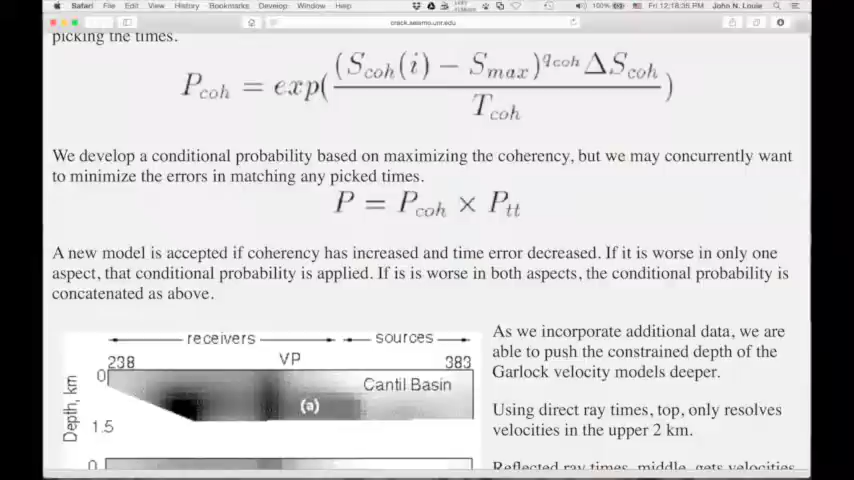 Safari File Edit View History Bookmarks Develop Window Help 100% Fri 12:18:35 PM John N. Louie
crack.seismo.unr.edu
picking the times.
P_coh = exp( (S_coh(i) − S_max)^q_coh ΔS_coh / T_coh )
We develop a conditional probability based on maximizing the coherency, but we may concurrently want
to minimize the errors in matching any picked times.
P = P_coh × P_tt
A new model is accepted if coherency has increased and time error decreased. If it is worse in only one
aspect, that conditional probability is applied. If is is worse in both aspects, the conditional probability is
concatenated as above.
receivers sources
238 VP 383
0 Cantil Basin
(a)
Depth, km
1.5
0
As we incorporate additional data, we are
able to push the constrained depth of the
Garlock velocity models deeper.
Using direct ray times, top, only resolves
velocities in the upper 2 km.
Reflected ray times, middle, gets velocities